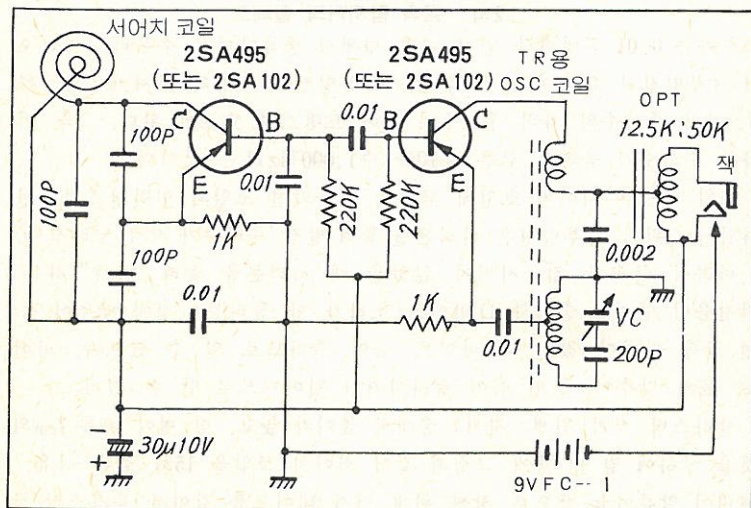 서어치 코일
2SA495
(또는 2SA102)
2SA495
(또는 2SA102)
TR용
OSC 코일
OPT
12.5K:50K
잭
100P
C
B
E
0.01
B
C
E
100P
0.01
220K
220K
1K
100P
0.002
0.01
1K
0.01
VC
200P
30μ10V
9VFC--1